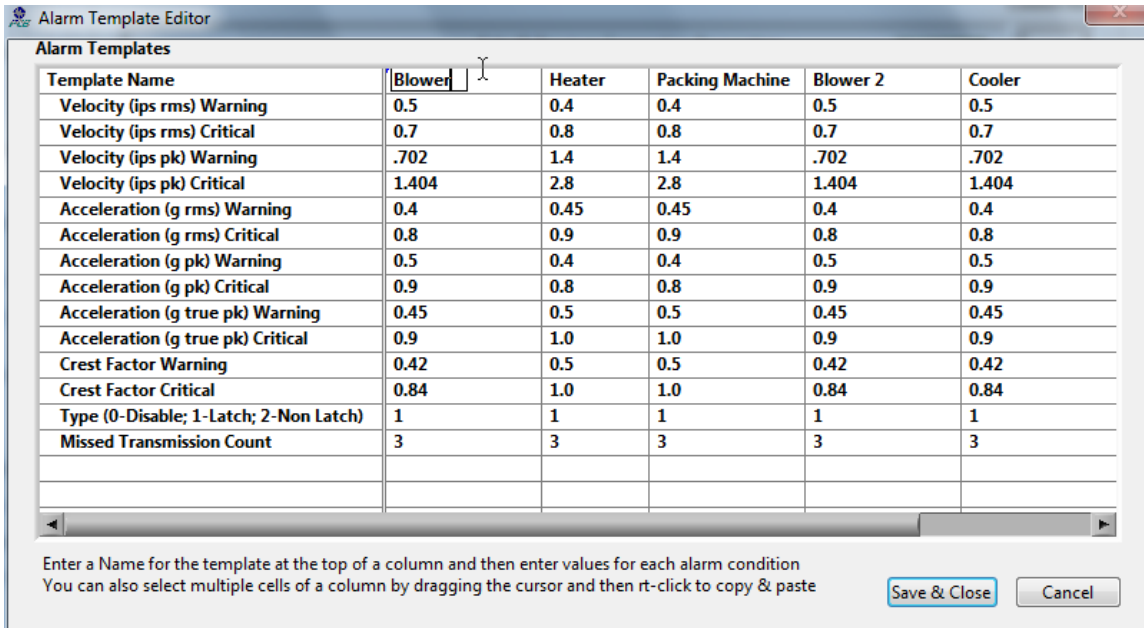 Alarm Template Editor
Alarm Templates
Template Name Blower Heater Packing Machine Blower 2 Cooler
Velocity (ips rms) Warning 0.5 0.4 0.4 0.5 0.5
Velocity (ips rms) Critical 0.7 0.8 0.8 0.7 0.7
Velocity (ips pk) Warning .702 1.4 1.4 .702 .702
Velocity (ips pk) Critical 1.404 2.8 2.8 1.404 1.404
Acceleration (g rms) Warning 0.4 0.45 0.45 0.4 0.4
Acceleration (g rms) Critical 0.8 0.9 0.9 0.8 0.8
Acceleration (g pk) Warning 0.5 0.4 0.4 0.5 0.5
Acceleration (g pk) Critical 0.9 0.8 0.8 0.9 0.9
Acceleration (g true pk) Warning 0.45 0.5 0.5 0.45 0.45
Acceleration (g true pk) Critical 0.9 1.0 1.0 0.9 0.9
Crest Factor Warning 0.42 0.5 0.5 0.42 0.42
Crest Factor Critical 0.84 1.0 1.0 0.84 0.84
Type (0-Disable; 1-Latch; 2-Non Latch) 1 1 1 1 1
Missed Transmission Count 3 3 3 3 3
Enter a Name for the template at the top of a column and then enter values for each alarm condition
You can also select multiple cells of a column by dragging the cursor and then rt-click to copy & paste
Save & Close Cancel